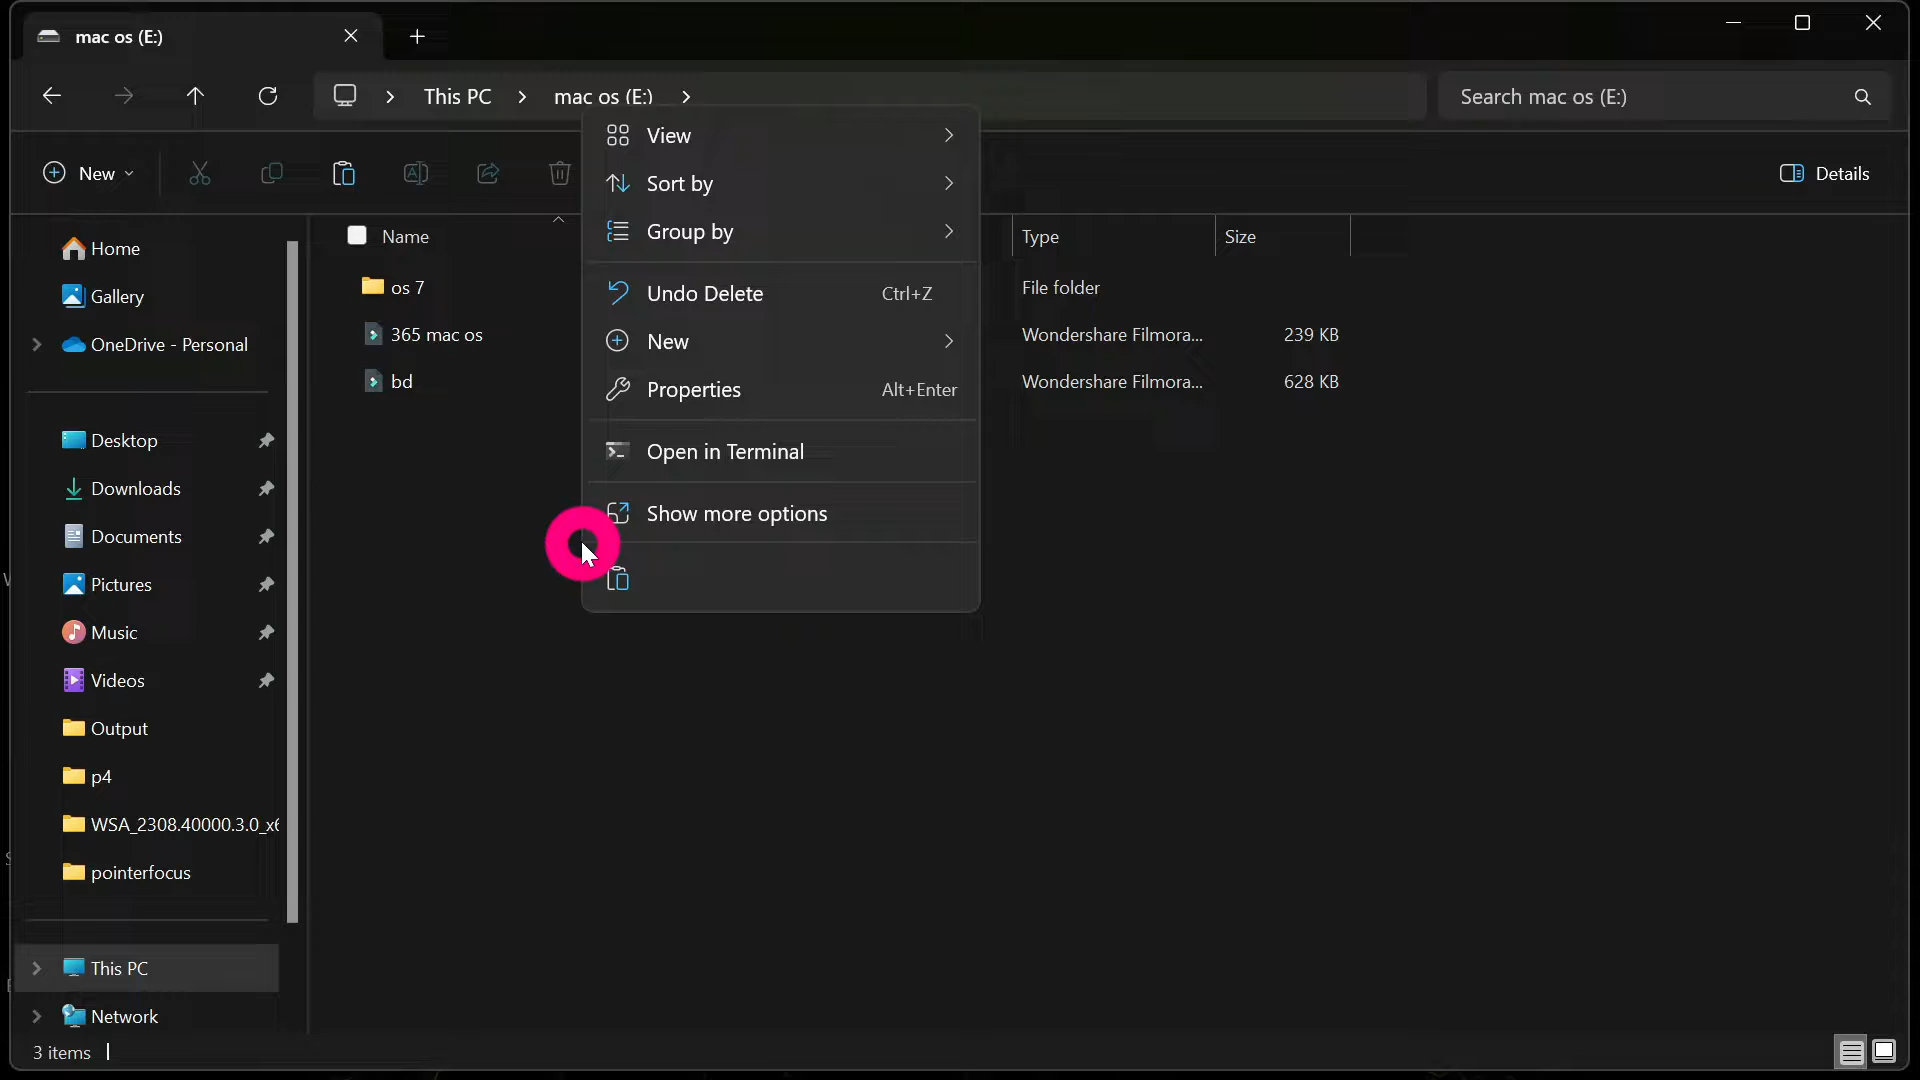 mac os (E:)
This PC
mac os (E:)
Search mac os (E:)
New
Details
Home
Gallery
OneDrive - Personal
Desktop
Downloads
Documents
Pictures
Music
Videos
Output
p4
WSA_2308.40000.3.0_x6
pointerfocus
This PC
Network
Name
Type
Size
os 7
File folder
365 mac os
Wondershare Filmora...
239 KB
bd
Wondershare Filmora...
628 KB
View
Sort by
Group by
Undo Delete
Ctrl+Z
New
Properties
Alt+Enter
Open in Terminal
Show more options
3 items